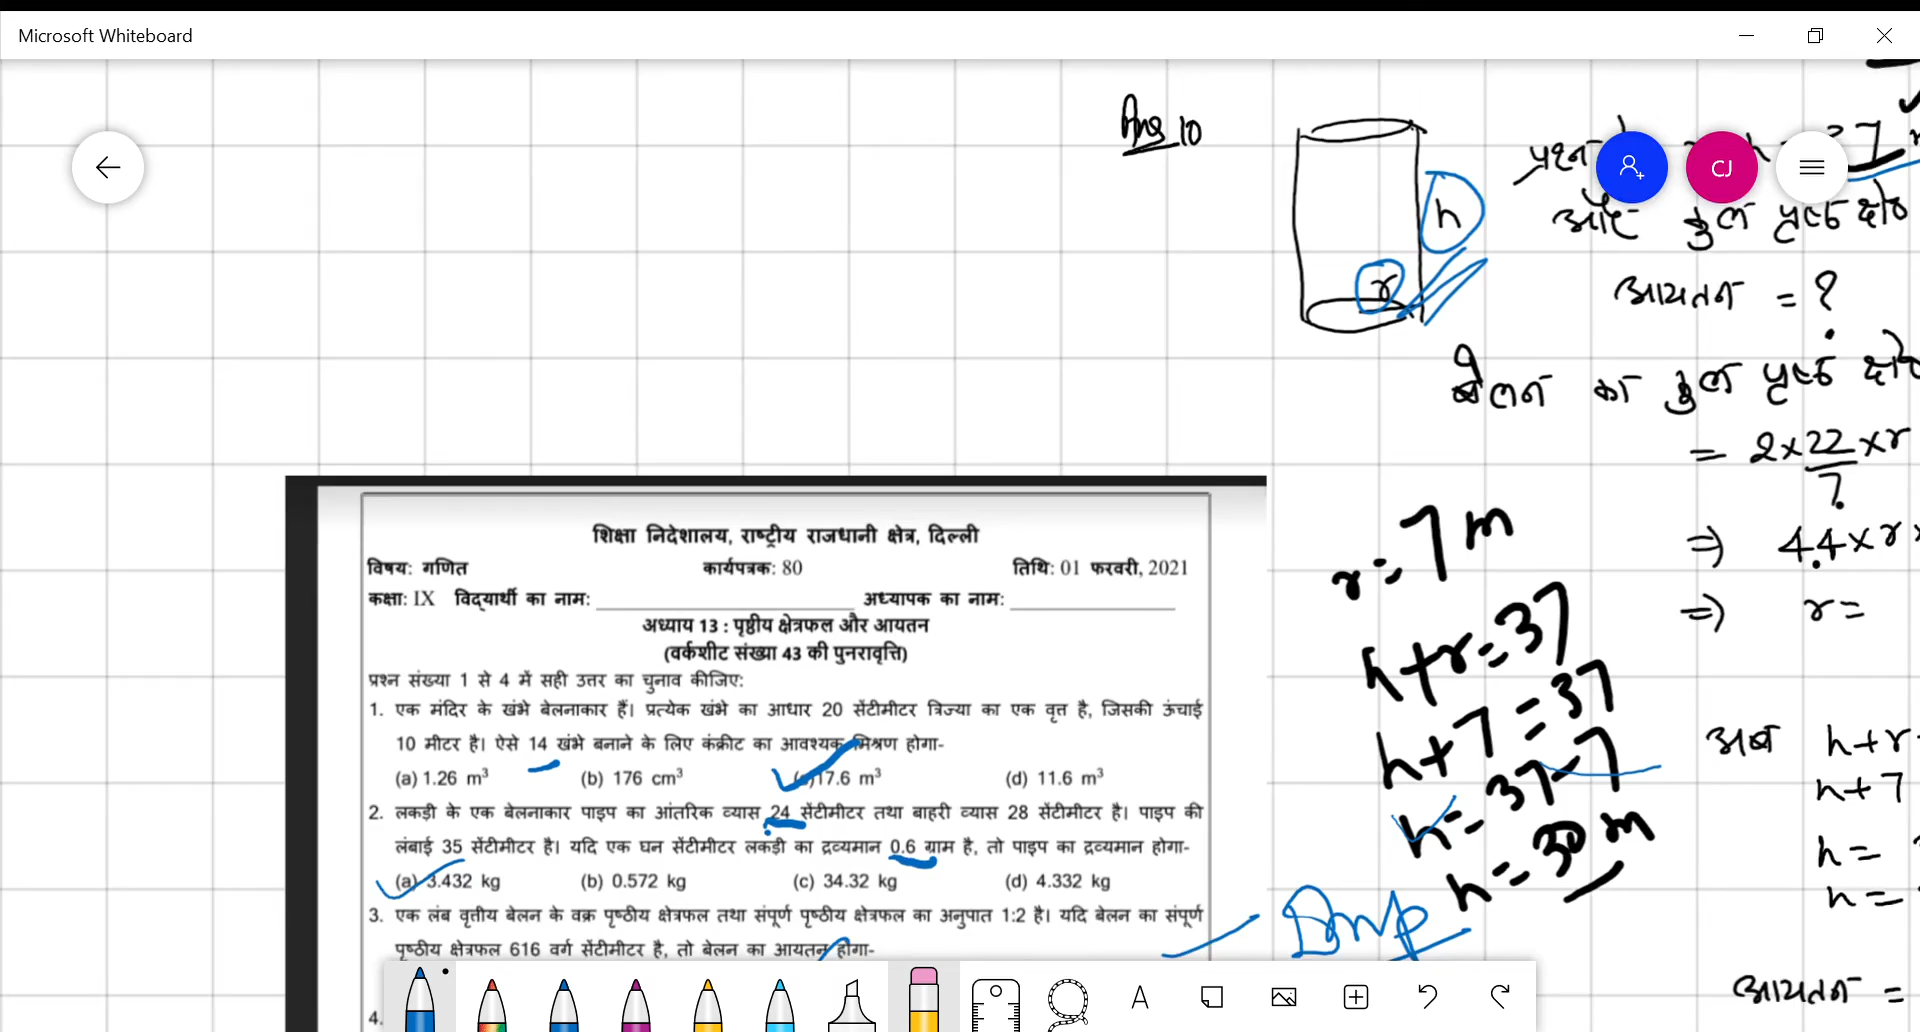 Microsoft Whiteboard
Ans 10
h
r
CJ
37
और कुल पृष्ठ क्षे
आयतन = ?
बेलन का कुल पृष्ठ क्षे
= 2×22×r
7
⇒ 44×r×
⇒ r=
r=7m
h+r=37
h+7=37
h=37-7
h=30m
अब h+r
h+7
h=
h=
आयतन =
शिक्षा निदेशालय, राष्ट्रीय राजधानी क्षेत्र, दिल्ली
विषय: गणित कार्यपत्रक: 80 तिथि: 01 फरवरी, 2021
कक्षा: IX विद्यार्थी का नाम: अध्यापक का नाम:
अध्याय 13 : पृष्ठीय क्षेत्रफल और आयतन
(वर्कशीट संख्या 43 की पुनरावृत्ति)
प्रश्न संख्या 1 से 4 में सही उत्तर का चुनाव कीजिए:
1. एक मंदिर के खंभे बेलनाकार हैं। प्रत्येक खंभे का आधार 20 सेंटीमीटर त्रिज्या का एक वृत्त है, जिसकी ऊंचाई
10 मीटर है। ऐसे 14 खंभे बनाने के लिए कंक्रीट का आवश्यक मिश्रण होगा-
(a) 1.26 m³ (b) 176 cm³ (c) 17.6 m³ (d) 11.6 m³
2. लकड़ी के एक बेलनाकार पाइप का आंतरिक व्यास 24 सेंटीमीटर तथा बाहरी व्यास 28 सेंटीमीटर है। पाइप की
लंबाई 35 सेंटीमीटर है। यदि एक घन सेंटीमीटर लकड़ी का द्रव्यमान 0.6 ग्राम है, तो पाइप का द्रव्यमान होगा-
(a) 3.432 kg (b) 0.572 kg (c) 34.32 kg (d) 4.332 kg
3. एक लंब वृत्तीय बेलन के वक्र पृष्ठीय क्षेत्रफल तथा संपूर्ण पृष्ठीय क्षेत्रफल का अनुपात 1:2 है। यदि बेलन का संपूर्ण
पृष्ठीय क्षेत्रफल 616 वर्ग सेंटीमीटर है, तो बेलन का आयतन होगा-
4.